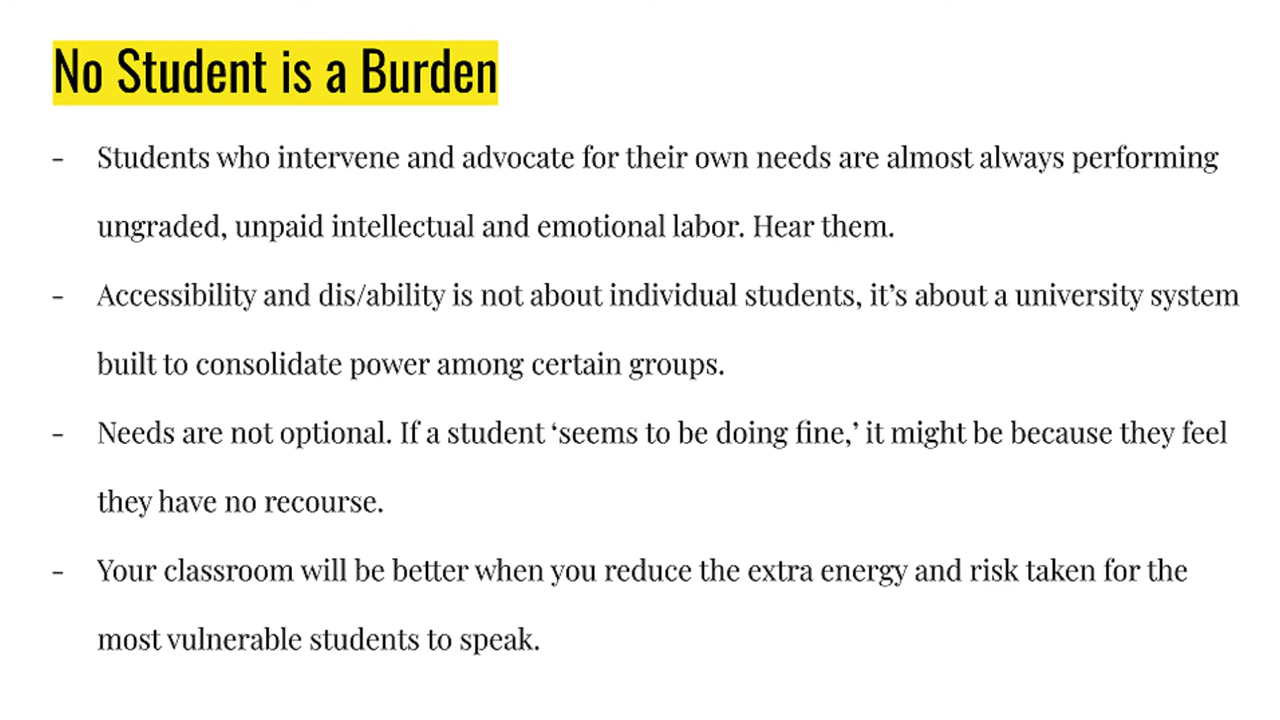 No Student is a Burden
- Students who intervene and advocate for their own needs are almost always performing
ungraded, unpaid intellectual and emotional labor. Hear them.
- Accessibility and dis/ability is not about individual students, it’s about a university system
built to consolidate power among certain groups.
- Needs are not optional. If a student ‘seems to be doing fine,’ it might be because they feel
they have no recourse.
- Your classroom will be better when you reduce the extra energy and risk taken for the
most vulnerable students to speak.